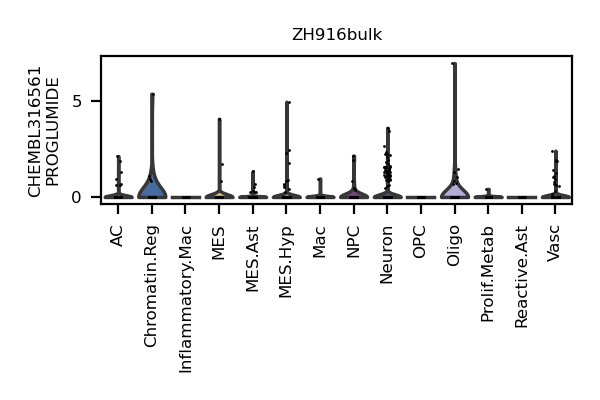 ZH916bulk
CHEMBL316561
PROGLUMIDE
5
0
AC
Chromatin.Reg
Inflammatory.Mac
MES
MES.Ast
MES.Hyp
Mac
NPC
Neuron
OPC
Oligo
Prolif.Metab
Reactive.Ast
Vasc